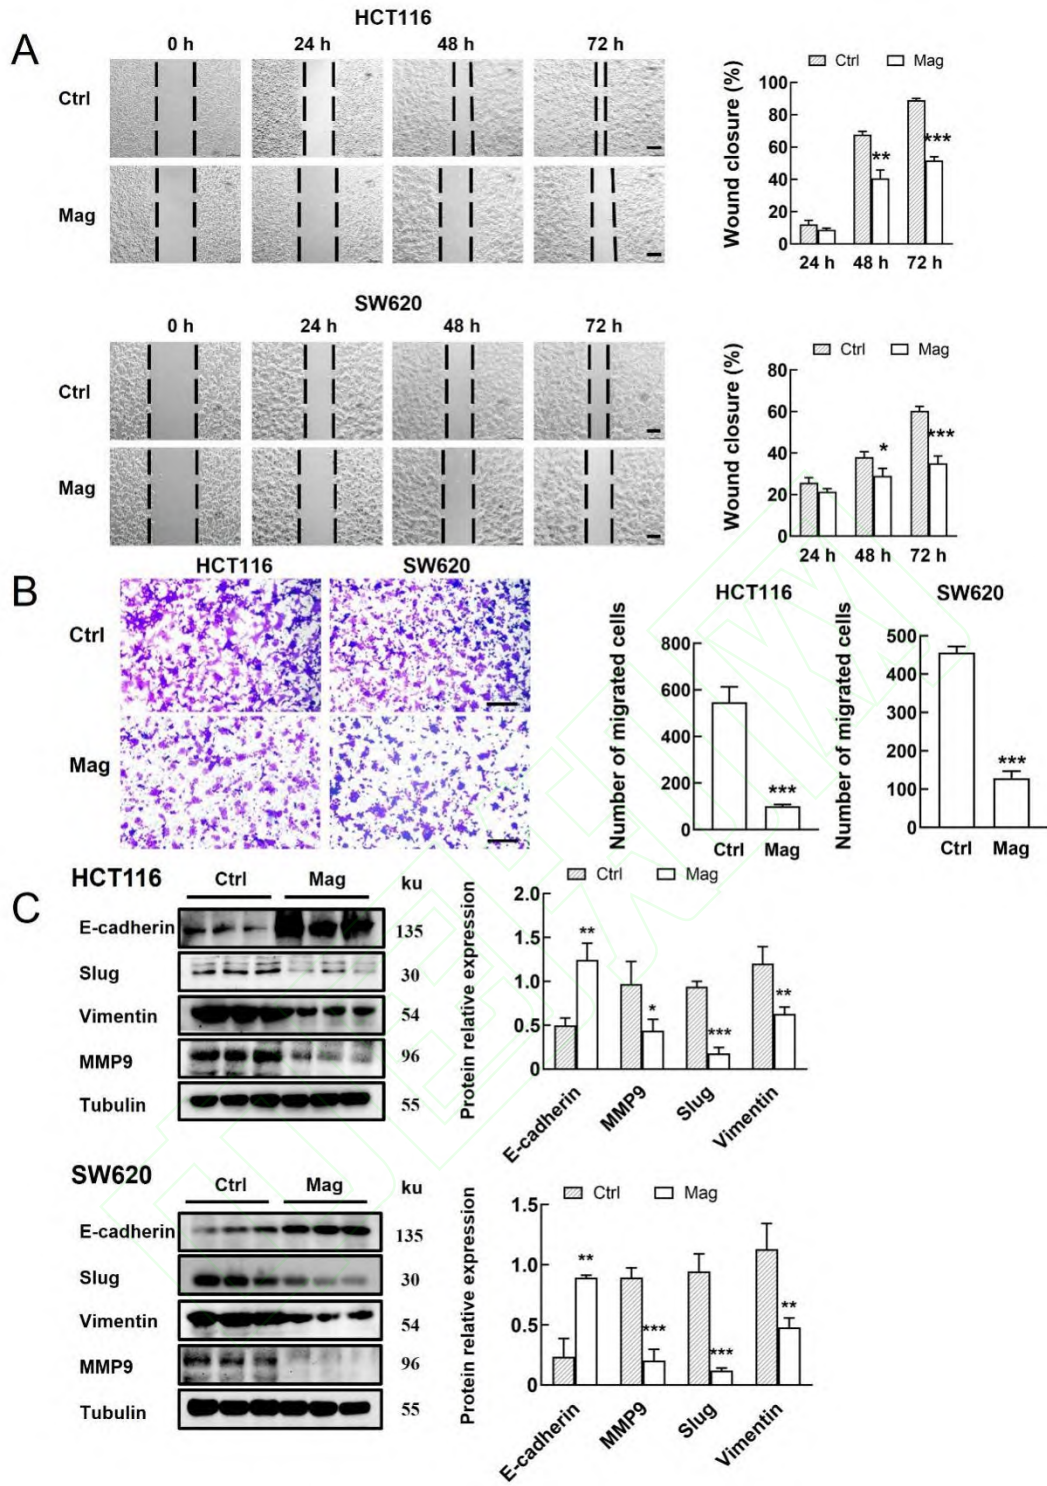 A
HCT116
0 h 24 h 48 h 72 h
Ctrl
Mag
Ctrl Mag
Wound closure (%)
100
80
60
40
20
0
** ***
24 h 48 h 72 h
SW620
0 h 24 h 48 h 72 h
Ctrl
Mag
Ctrl Mag
Wound closure (%)
80
60
40
20
0
* ***
24 h 48 h 72 h
B
HCT116 SW620
Ctrl
Mag
HCT116
Number of migrated cells
800
600
400
200
0
***
Ctrl Mag
SW620
Number of migrated cells
500
400
300
200
100
0
***
Ctrl Mag
C
HCT116
Ctrl Mag ku
E-cadherin 135
Slug 30
Vimentin 54
MMP9 96
Tubulin 55
Ctrl Mag
Protein relative expression
2.0
1.5
1.0
0.5
0
** * *** **
E-cadherin MMP9 Slug Vimentin
SW620
Ctrl Mag ku
E-cadherin 135
Slug 30
Vimentin 54
MMP9 96
Tubulin 55
Ctrl Mag
Protein relative expression
1.5
1.0
0.5
0
** *** *** **
E-cadherin MMP9 Slug Vimentin